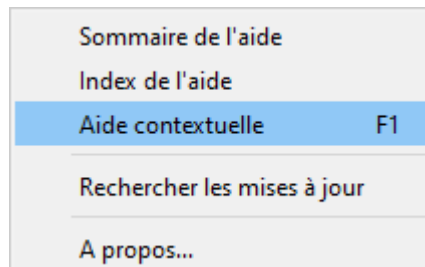 Sommaire de l'aide
Index de l'aide
Aide contextuelle F1
Rechercher les mises à jour
A propos...